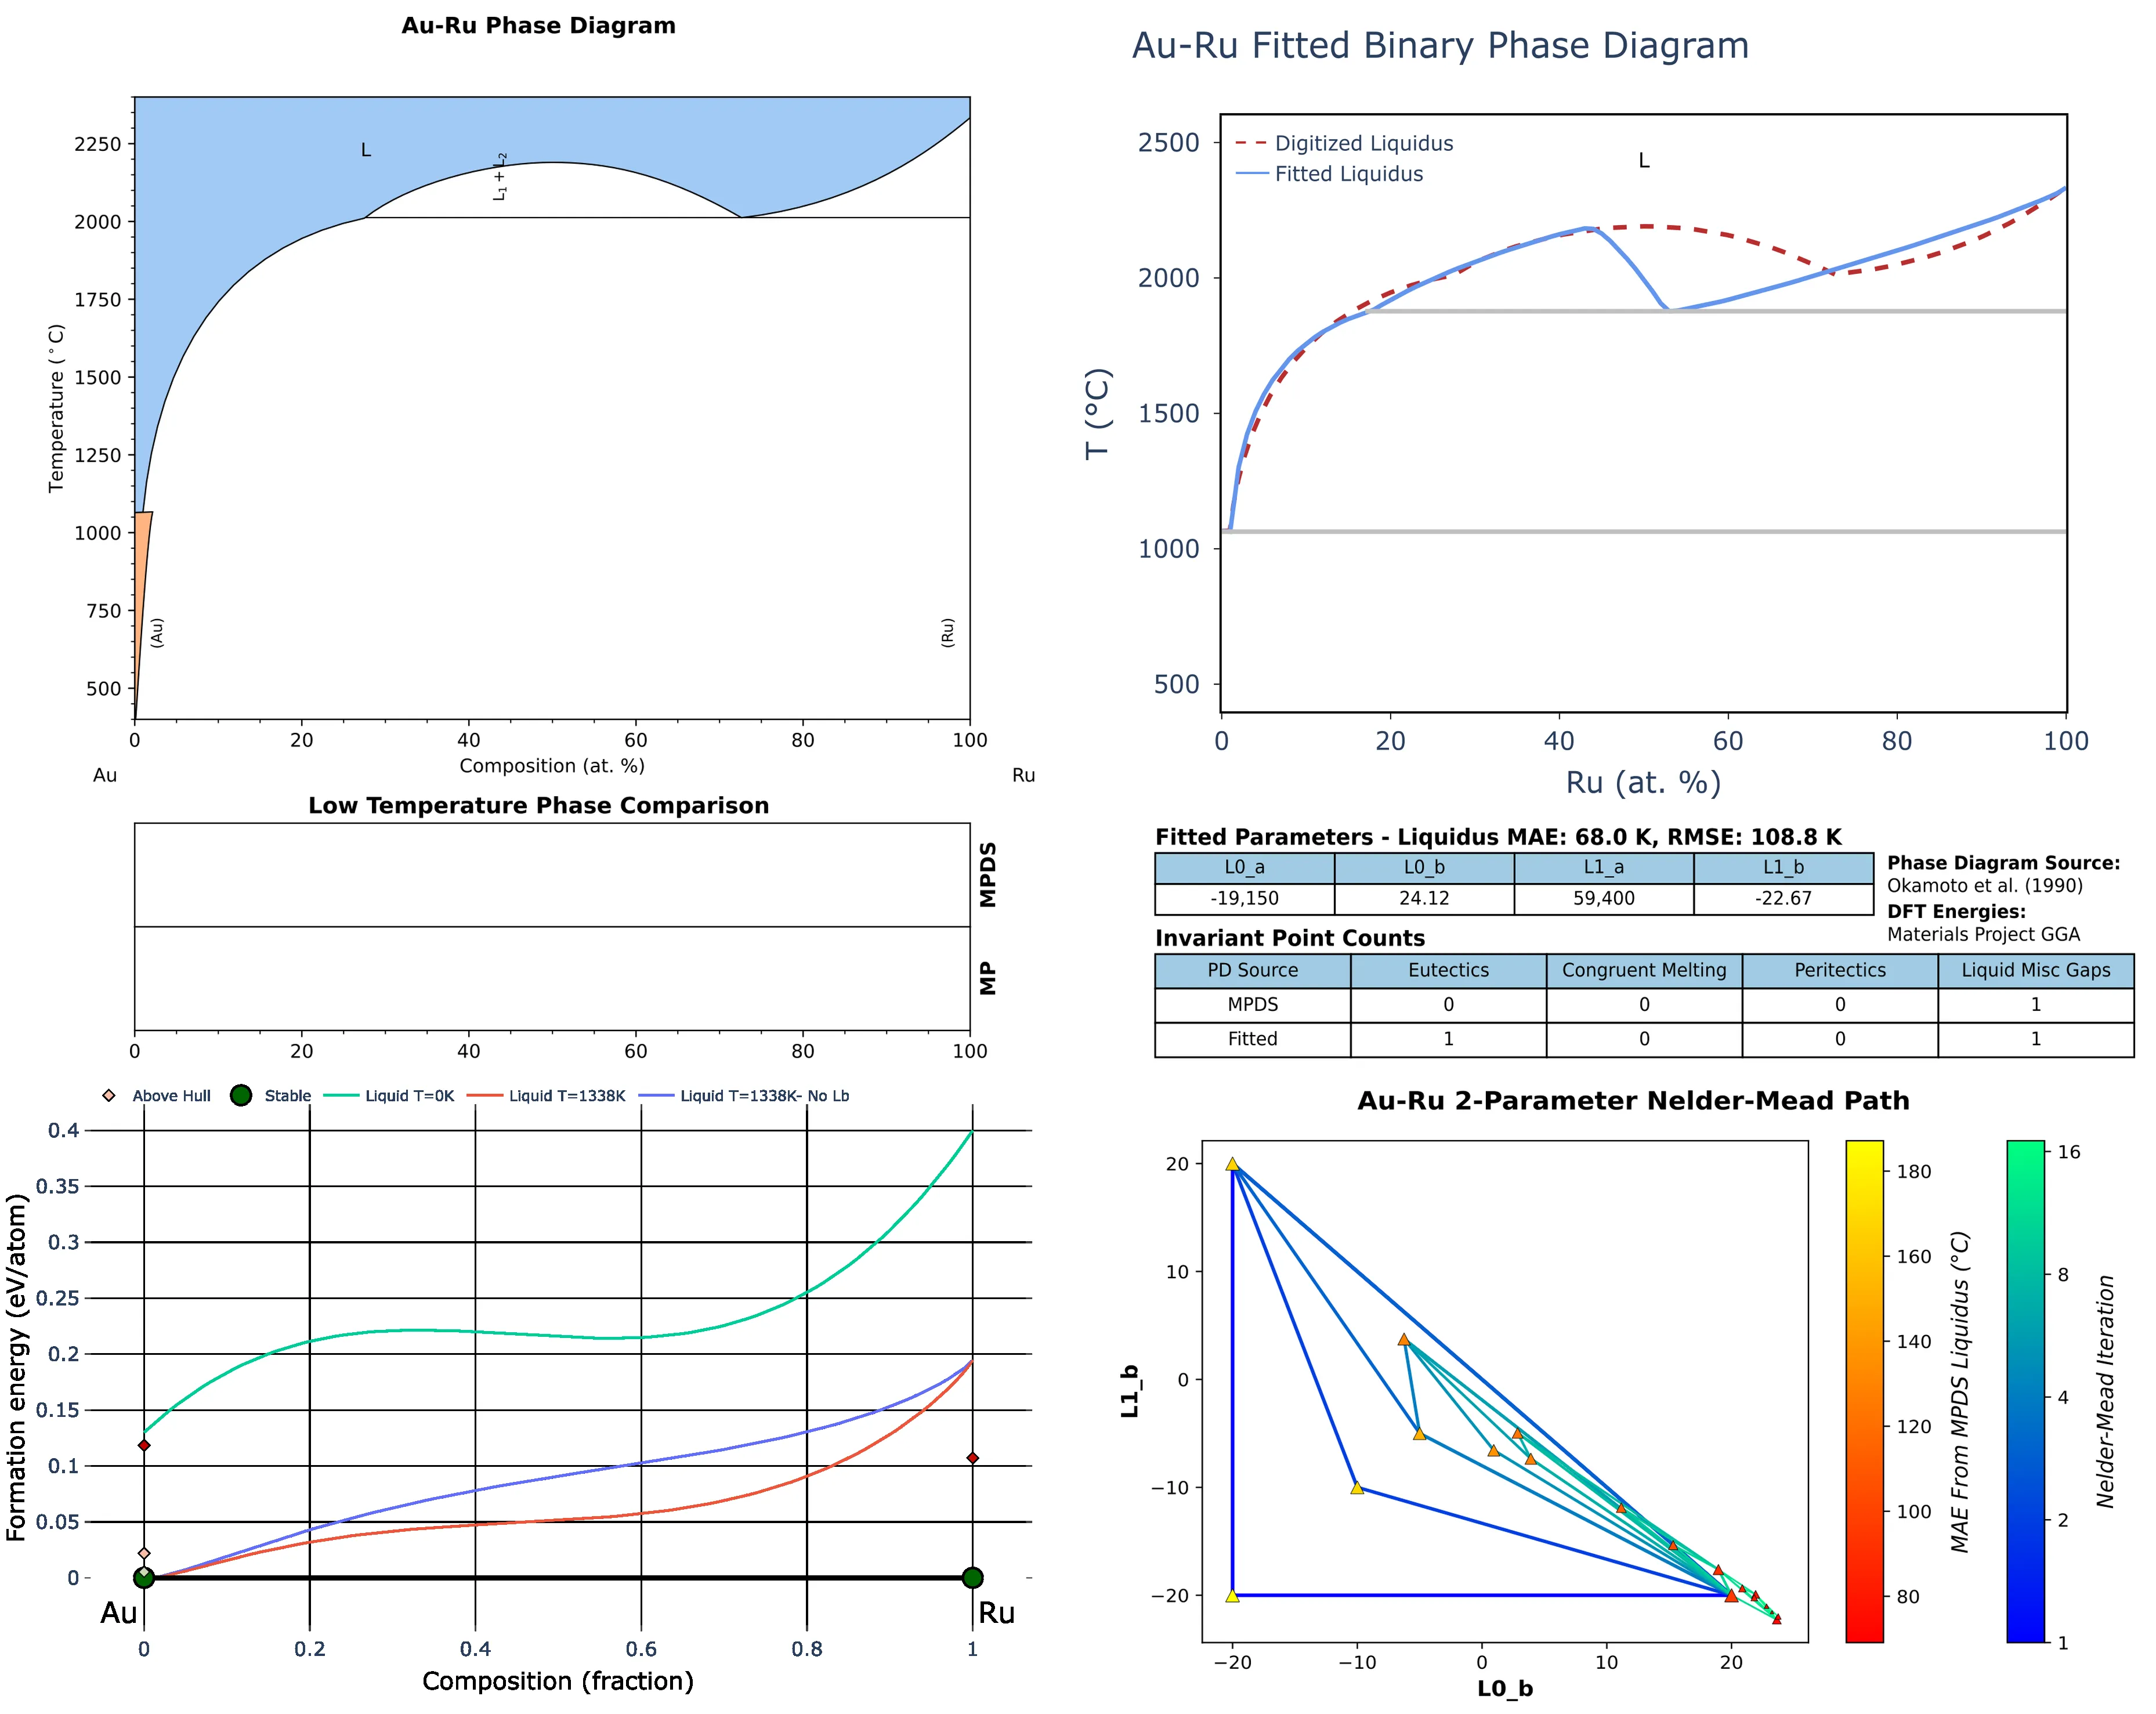 Au-Ru Phase Diagram
2250
2000
1750
1500
1250
1000
750
500
Temperature (°C)
L
L₁ + L₂
(Au)
(Ru)
0 20 40 60 80 100
Composition (at. %)
Au Ru
Au-Ru Fitted Binary Phase Diagram
Digitized Liquidus
Fitted Liquidus
L
2500
2000
1500
1000
500
T (°C)
0 20 40 60 80 100
Ru (at. %)
Low Temperature Phase Comparison
MPDS
MP
0 20 40 60 80 100
Fitted Parameters - Liquidus MAE: 68.0 K, RMSE: 108.8 K
L0_a L0_b L1_a L1_b
-19,150 24.12 59,400 -22.67
Phase Diagram Source:
Okamoto et al. (1990)
DFT Energies:
Materials Project GGA
Invariant Point Counts
PD Source Eutectics Congruent Melting Peritectics Liquid Misc Gaps
MPDS 0 0 0 1
Fitted 1 0 0 1
Above Hull Stable Liquid T=0K Liquid T=1338K Liquid T=1338K- No Lb
0.4
0.35
0.3
0.25
0.2
0.15
0.1
0.05
0
Formation energy (eV/atom)
Au Ru
0 0.2 0.4 0.6 0.8 1
Composition (fraction)
Au-Ru 2-Parameter Nelder-Mead Path
20
10
0
−10
−20
L1_b
−20 −10 0 10 20
L0_b
180
160
140
120
100
80
MAE From MPDS Liquidus (°C)
16
8
4
2
1
Nelder-Mead Iteration